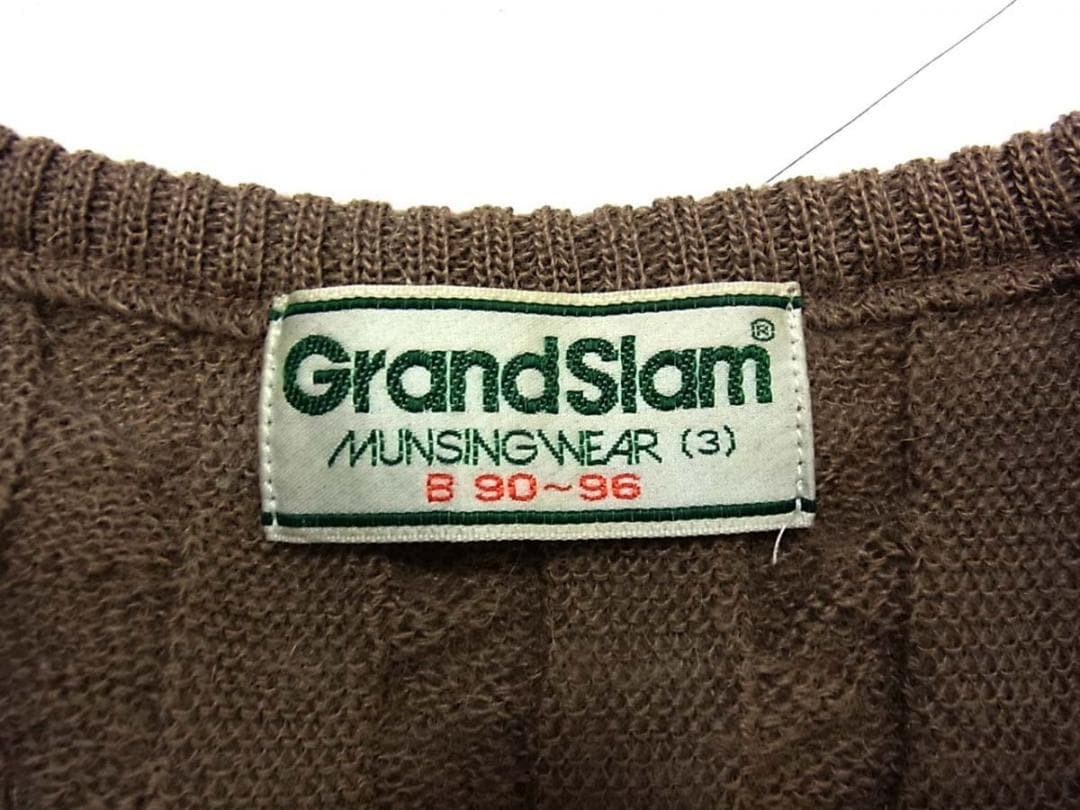 GrandSlam®
MUNSINGWEAR (3)
B 90~96